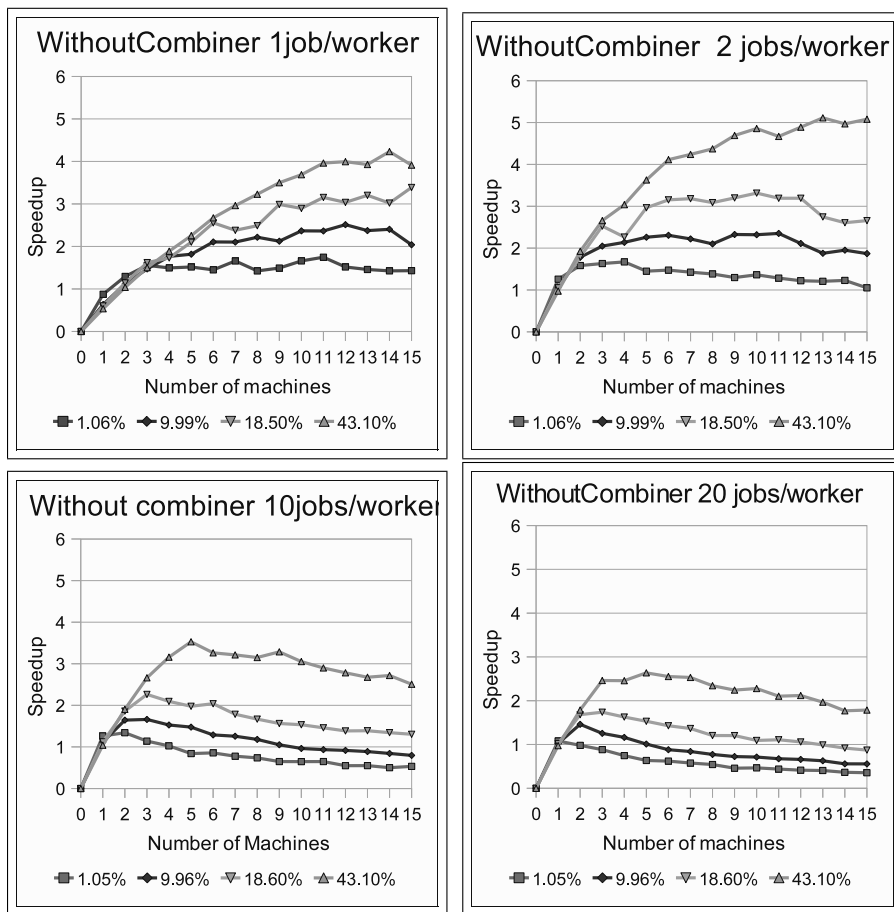 WithoutCombiner 1job/worker
6
5
4
3
2
1
0
Speedup
0 1 2 3 4 5 6 7 8 9 10 11 12 13 14 15
Number of machines
1.06% 9.99% 18.50% 43.10%
WithoutCombiner 2 jobs/worker
6
5
4
3
2
1
0
Speedup
0 1 2 3 4 5 6 7 8 9 10 11 12 13 14 15
Number of machines
1.06% 9.99% 18.50% 43.10%
Without combiner 10jobs/worker
6
5
4
3
2
1
0
Speedup
0 1 2 3 4 5 6 7 8 9 10 11 12 13 14 15
Number of Machines
1.05% 9.96% 18.60% 43.10%
WithoutCombiner 20 jobs/worker
6
5
4
3
2
1
0
Speedup
0 1 2 3 4 5 6 7 8 9 10 11 12 13 14 15
Number of machines
1.05% 9.96% 18.60% 43.10%